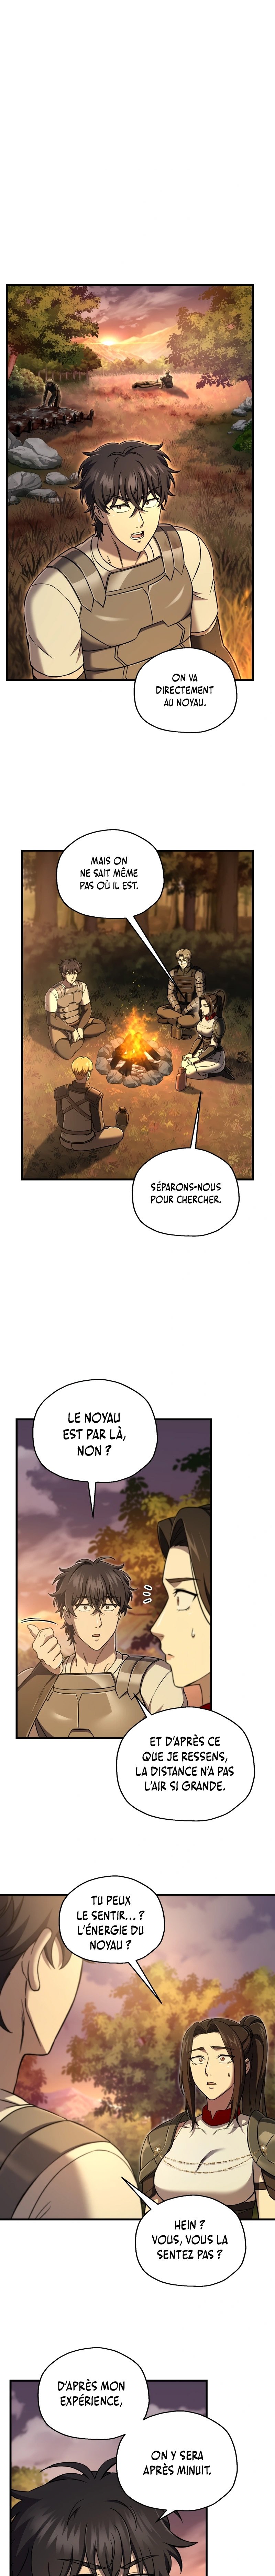 ON VA
DIRECTEMENT
AU NOYAU.
MAIS ON
NE SAIT MÊME
PAS OÙ IL EST.
SÉPARONS-NOUS
POUR CHERCHER.
LE NOYAU
EST PAR LÀ,
NON ?
ET D'APRÈS CE
QUE JE RESSENS,
LA DISTANCE N'A PAS
L'AIR SI GRANDE.
TU PEUX
LE SENTIR... ?
L'ÉNERGIE DU
NOYAU ?
HEIN ?
VOUS, VOUS LA
SENTEZ PAS ?
D'APRÈS MON
EXPÉRIENCE,
ON Y SERA
APRÈS MINUIT.